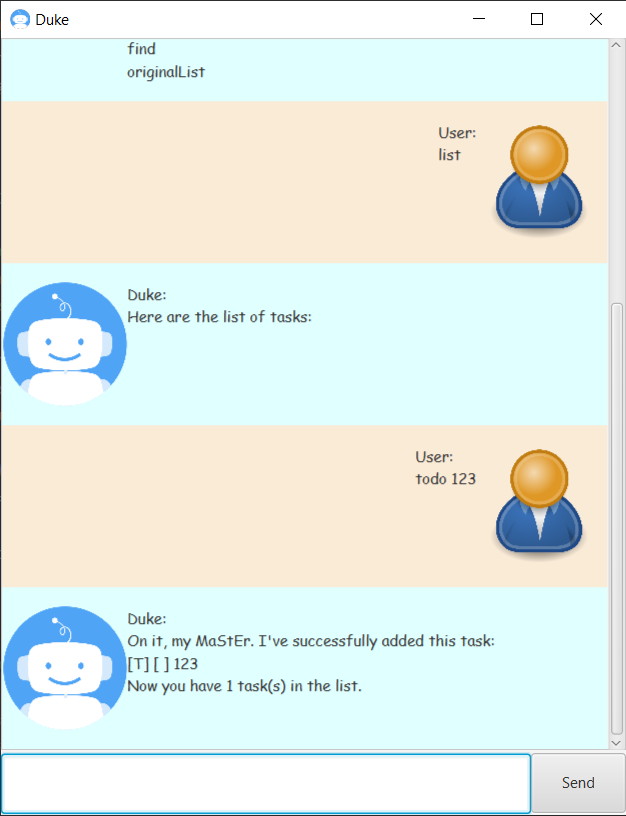 Duke
find
originalList
User:
list
Duke:
Here are the list of tasks:
User:
todo 123
Duke:
On it, my MaStEr. I've successfully added this task:
[T] [ ] 123
Now you have 1 task(s) in the list.
Send